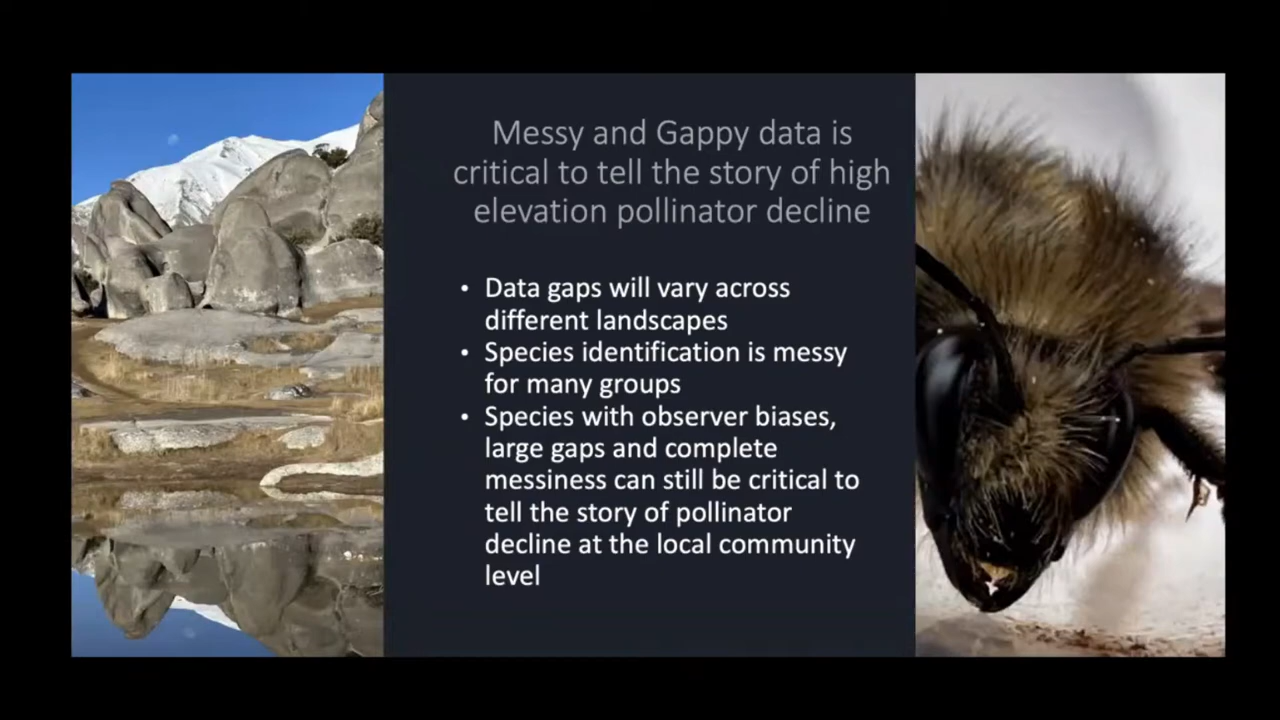 Messy and Gappy data is
critical to tell the story of high
elevation pollinator decline
• Data gaps will vary across
different landscapes
• Species identification is messy
for many groups
• Species with observer biases,
large gaps and complete
messiness can still be critical to
tell the story of pollinator
decline at the local community
level